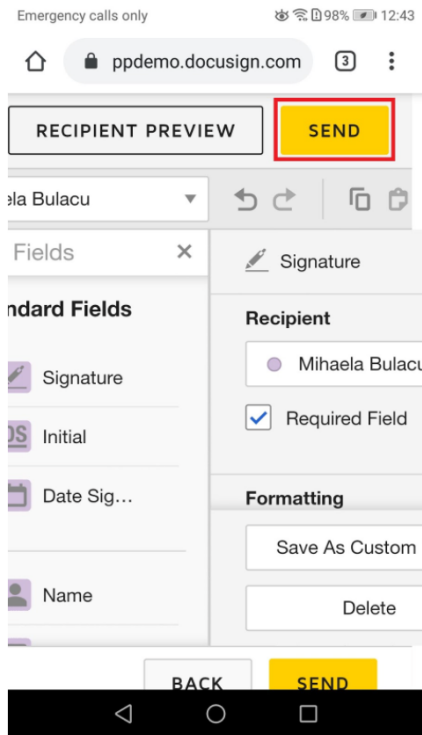 Emergency calls only 98% 12:43
ppdemo.docusign.com 3
RECIPIENT PREVIEW SEND
ela Bulacu
Fields
Signature
ndard Fields
Recipient
Signature
Mihaela Bulacu
DS Initial
Required Field
Date Sig...
Formatting
Save As Custom
Name
Delete
BACK SEND